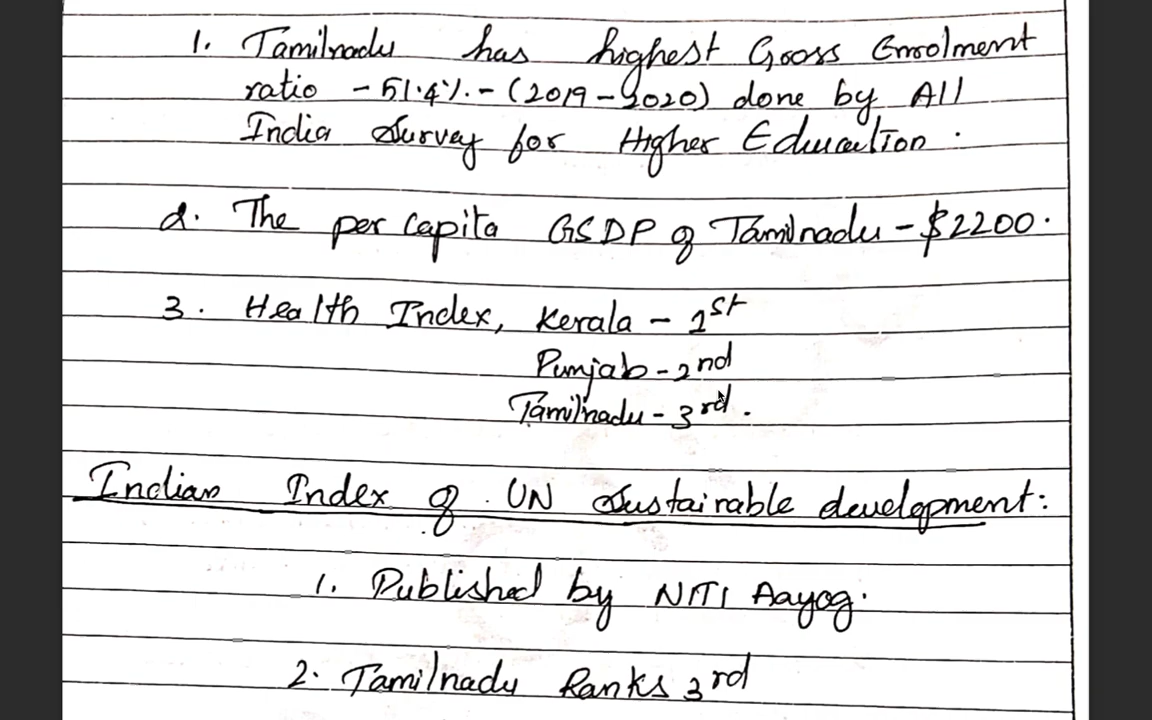 1. Tamilnadu has highest Gross Enrolment
ratio - 51.4%. - (2019-2020) done by All
India Survey for Higher Education.
2. The per capita GSDP of Tamilnadu - $2200.
3. Health Index, Kerala - 1st
Punjab - 2nd
Tamilnadu - 3rd.
Indian Index of UN Sustainable development:
1. Published by NITI Aayog.
2. Tamilnadu Ranks 3rd